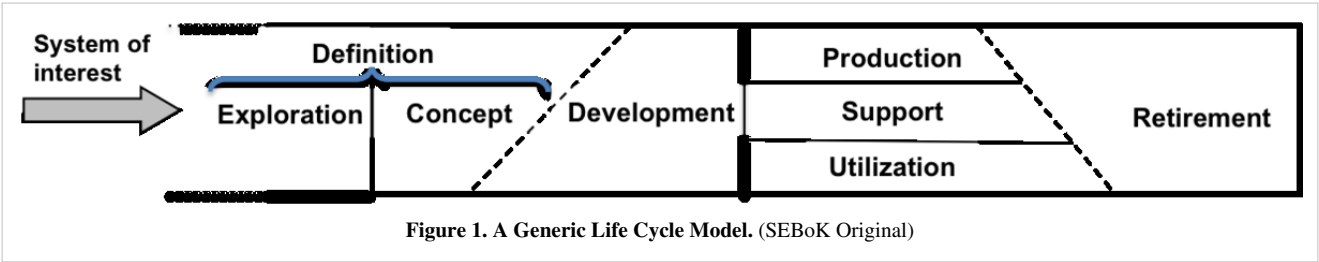 System of
interest
Definition
Exploration
Concept
Development
Production
Support
Utilization
Retirement
Figure 1. A Generic Life Cycle Model. (SEBoK Original)